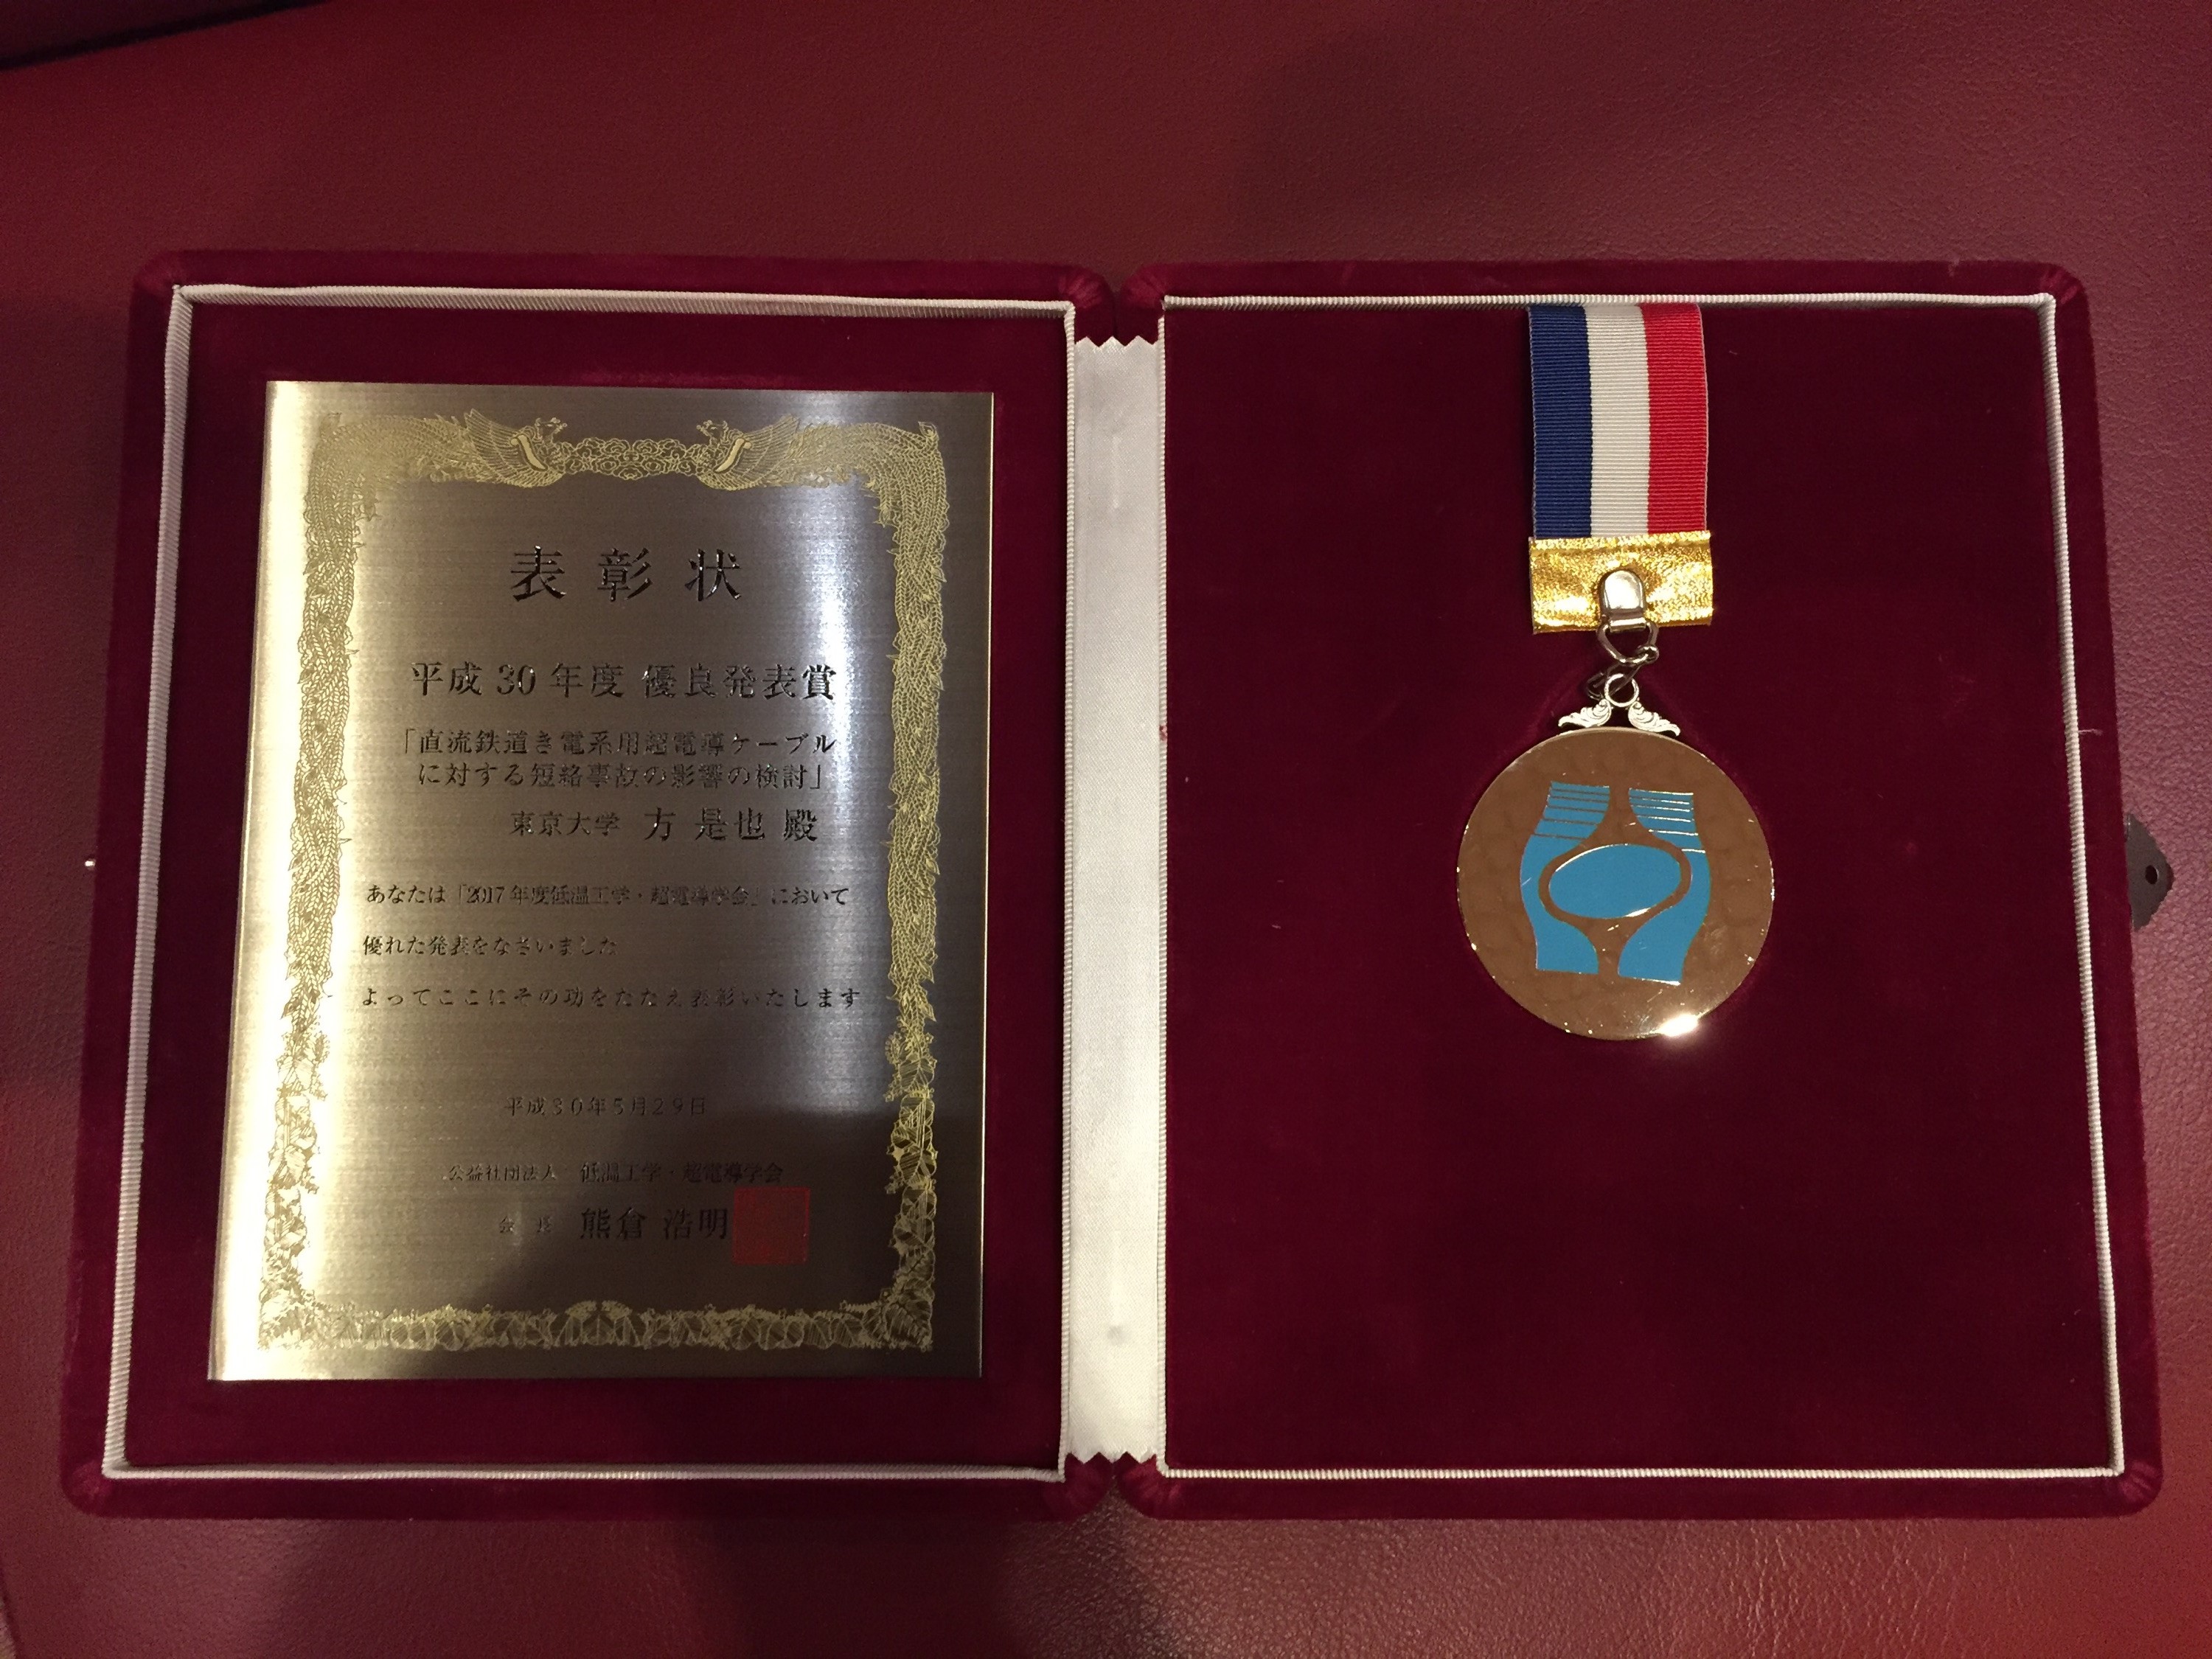 表彰状
平成 30 年度 優良発表賞
「直流鉄道き電系用超電導ケーブル
に対する短絡事故の影響の検討」
東京大学 方 是也 殿
あなたは「2017 年度低温工学・超電導学会」において
優れた発表をなさいました
よってここにその功をたたえ表彰いたします
平成30年5月29日
公益社団法人 低温工学・超電導学会
会 長 熊倉 浩明